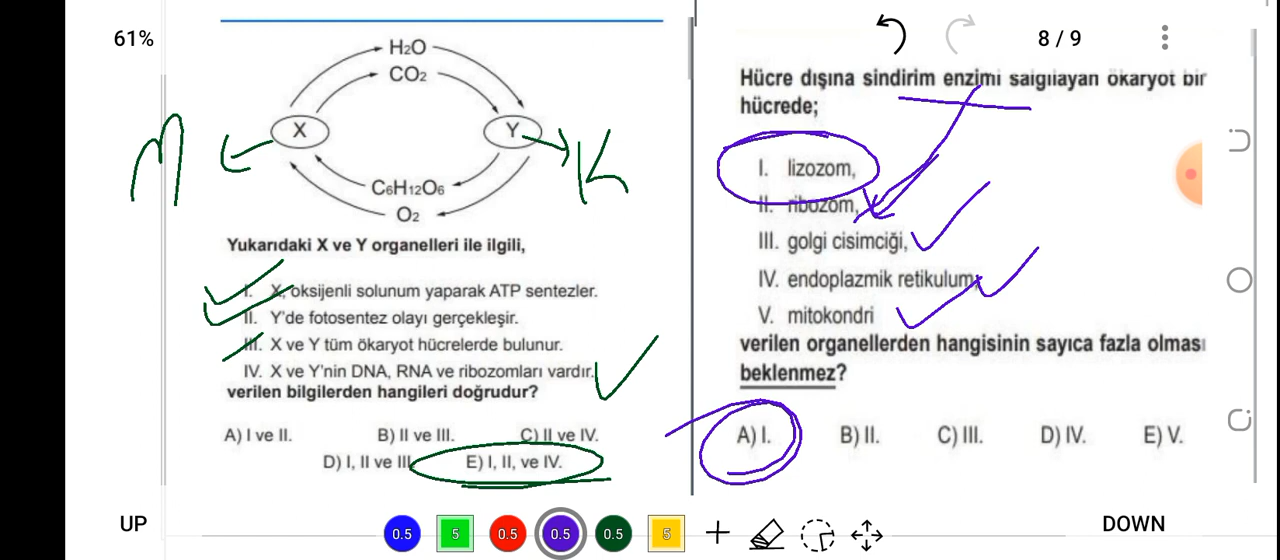 61%
H2O
CO2
X
Y
M
K
C6H12O6
O2
Yukarıdaki X ve Y organelleri ile ilgili,
I. X, oksijenli solunum yaparak ATP sentezler.
II. Y'de fotosentez olayı gerçekleşir.
III. X ve Y tüm ökaryot hücrelerde bulunur.
IV. X ve Y'nin DNA, RNA ve ribozomları vardır.
verilen bilgilerden hangileri doğrudur?
A) I ve II.
B) II ve III.
C) II ve IV.
D) I, II ve III
E) I, II, ve IV.
UP
8 / 9
Hücre dışına sindirim enzimi salgılayan ökaryot bir
hücrede;
I. lizozom,
II. ribozom,
III. golgi cisimciği,
IV. endoplazmik retikulum,
V. mitokondri
verilen organellerden hangisinin sayıca fazla olması
beklenmez?
A) I.
B) II.
C) III.
D) IV.
E) V.
0.5
5
0.5
0.5
0.5
5
DOWN